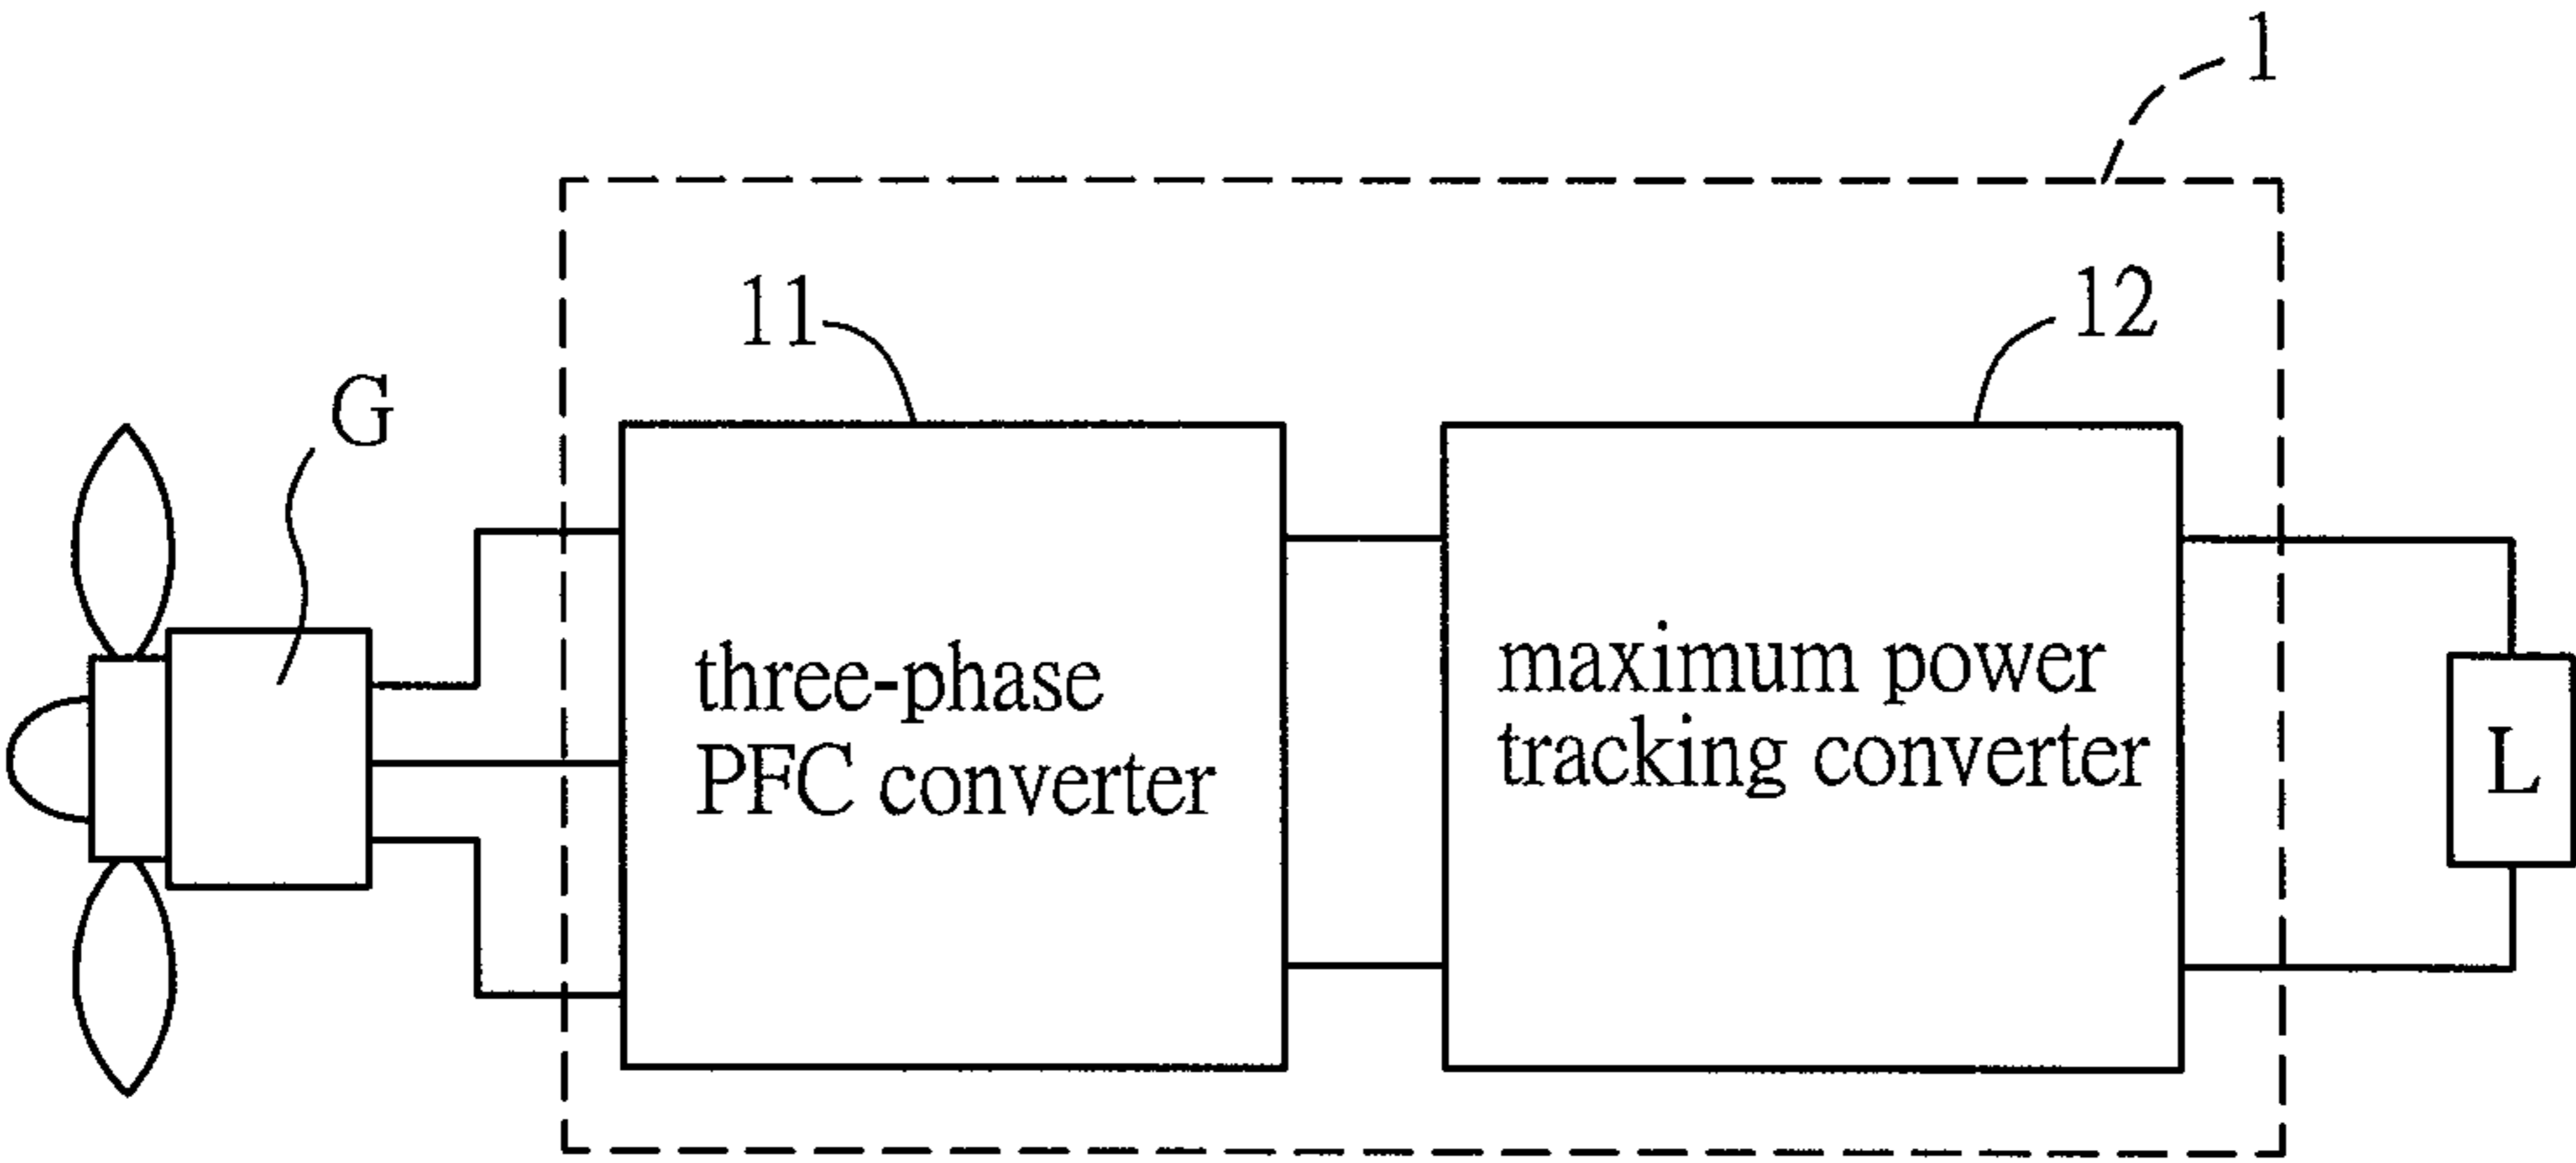 1
11
12
G
three-phase
PFC converter
maximum power
tracking converter
L